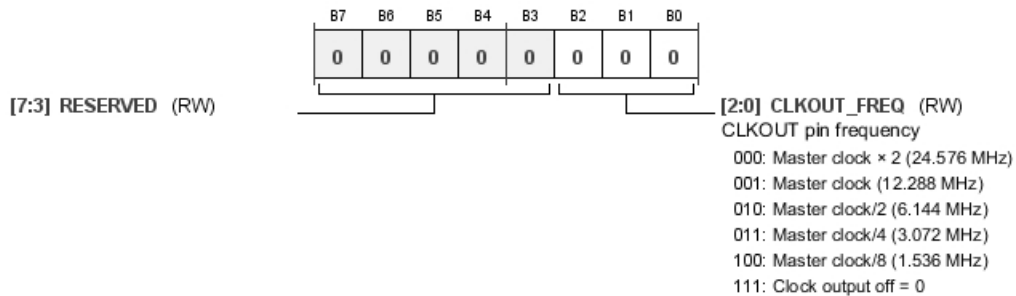 B7 B6 B5 B4 B3 B2 B1 B0
0 0 0 0 0 0 0 0
[7:3] RESERVED (RW)
[2:0] CLKOUT_FREQ (RW)
CLKOUT pin frequency
000: Master clock × 2 (24.576 MHz)
001: Master clock (12.288 MHz)
010: Master clock/2 (6.144 MHz)
011: Master clock/4 (3.072 MHz)
100: Master clock/8 (1.536 MHz)
111: Clock output off = 0